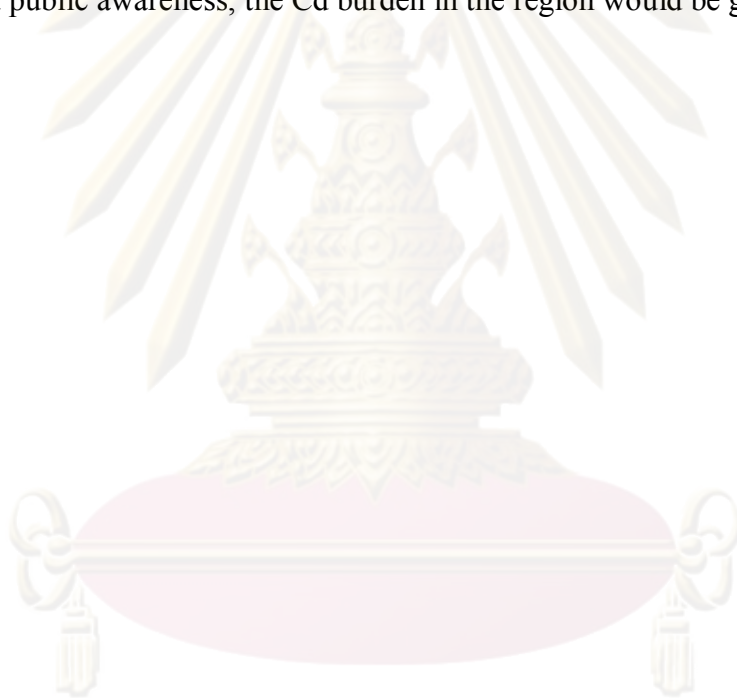 public awareness, the Cd burden in the region would be g